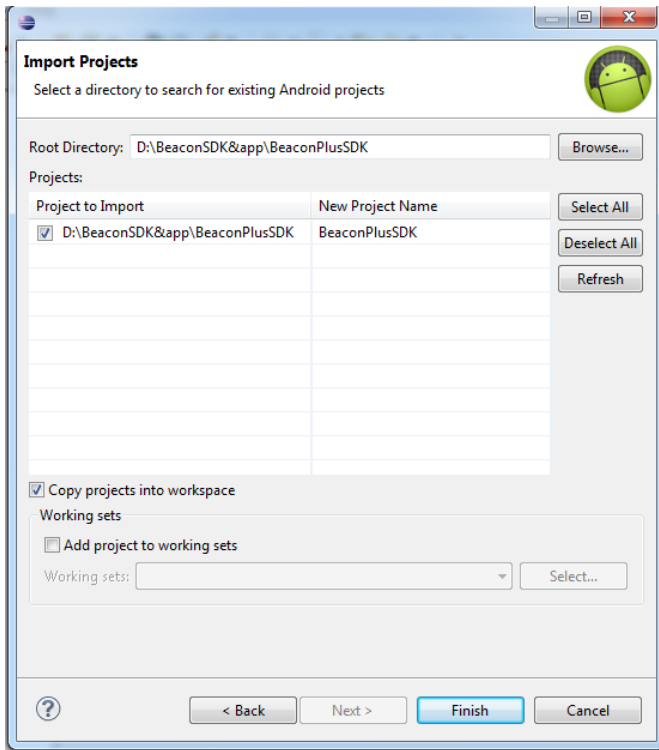 Import Projects
Select a directory to search for existing Android projects
Root Directory: D:\BeaconSDK&app\BeaconPlusSDK Browse...
Projects:
Project to Import New Project Name Select All
D:\BeaconSDK&app\BeaconPlusSDK BeaconPlusSDK
Deselect All
Refresh
Copy projects into workspace
Working sets
Add project to working sets
Working sets: Select...
? < Back Next > Finish Cancel